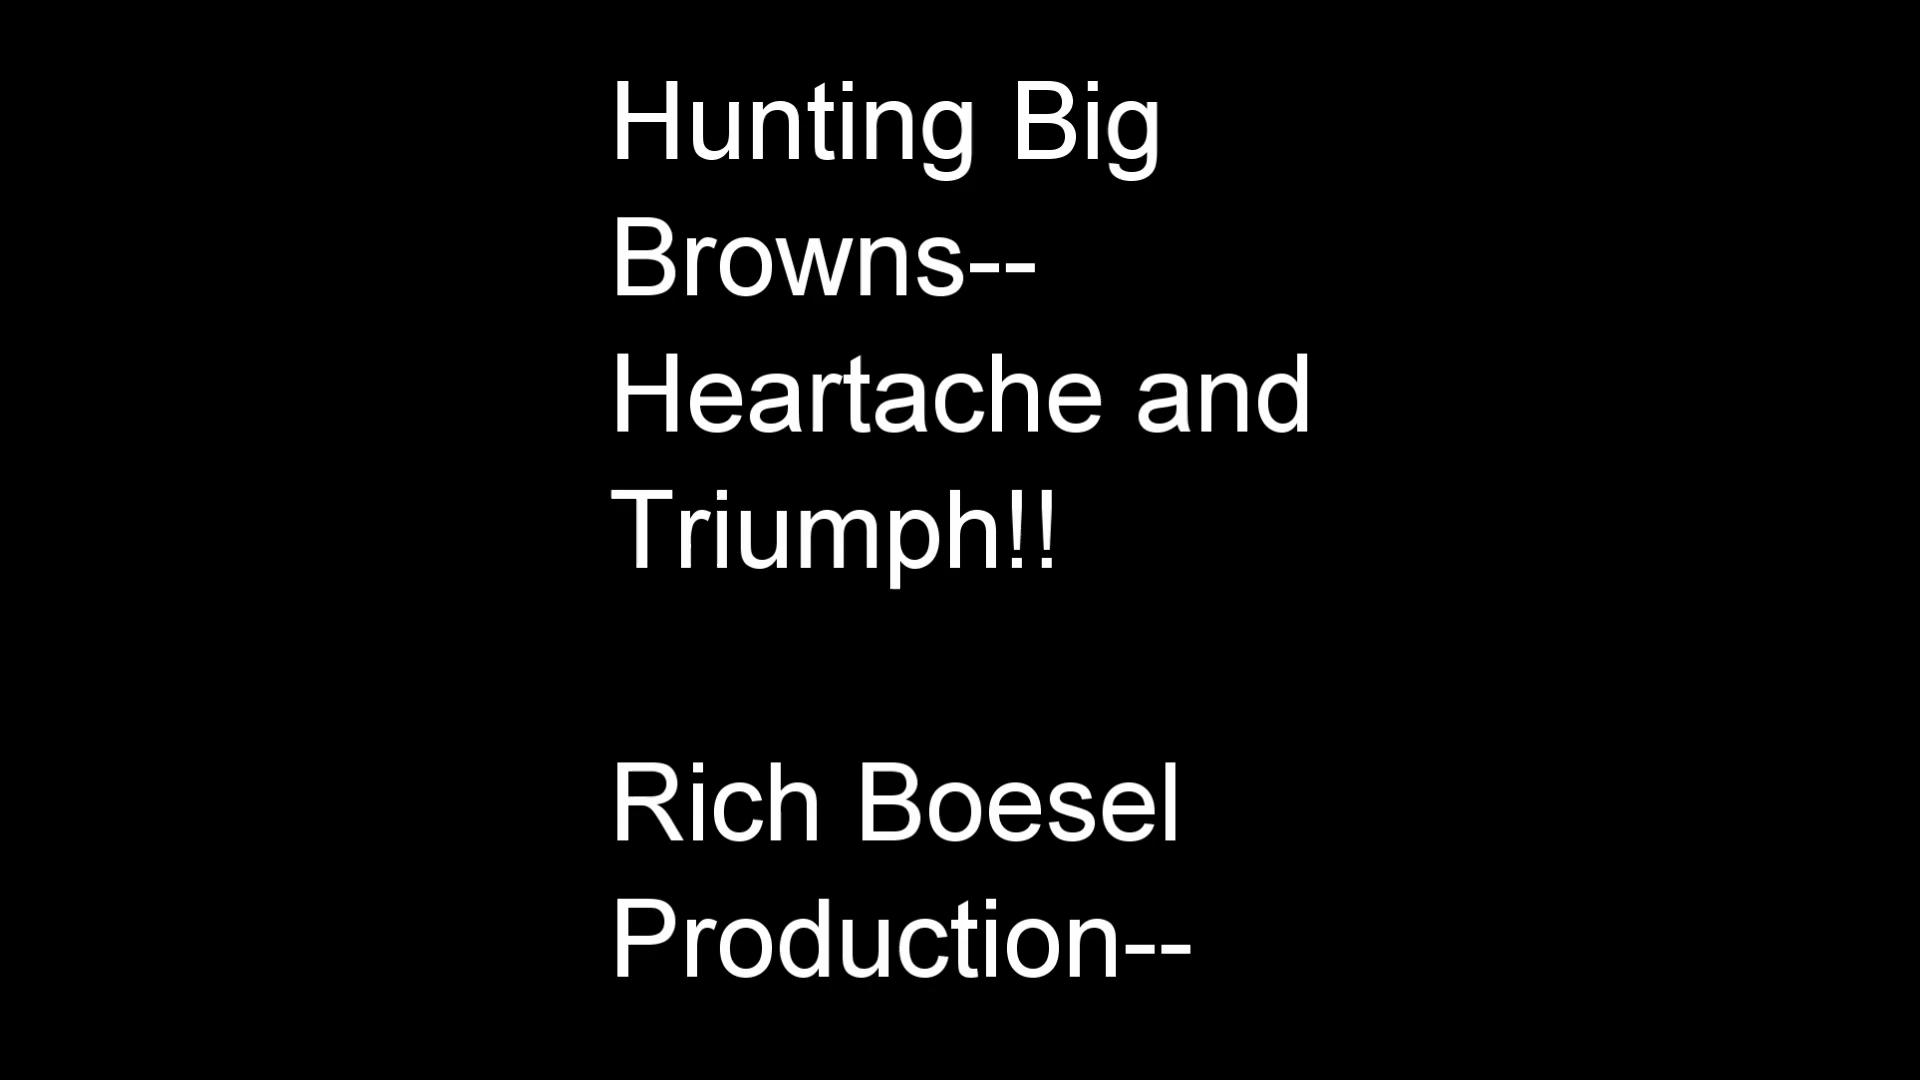 Hunting Big
Browns--
Heartache and
Triumph!!
Rich Boesel
Production--